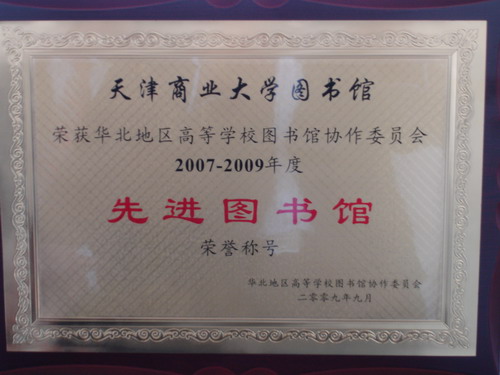 天津商业大学图书馆
荣获华北地区高等学校图书馆协作委员会
2007-2009年度
先进图书馆
荣誉称号
华北地区高等学校图书馆协作委员会
二零零九年九月